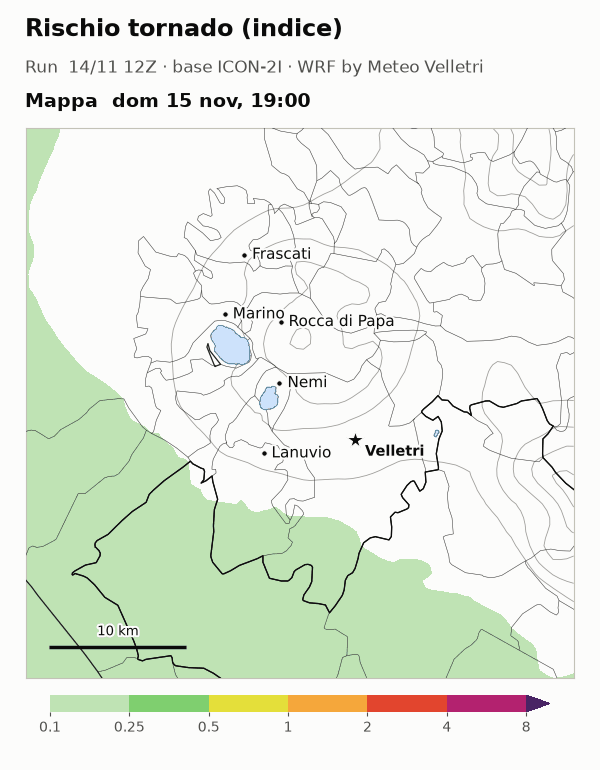 Rischio tornado (indice)
Run  14/11 12Z · base ICON-2I · WRF by Meteo Velletri
Mappa  dom 15 nov, 19:00
Frascati
Marino
Rocca di Papa
Nemi
Velletri
Lanuvio
10 km
0.1 0.25 0.5 1 2 4 8